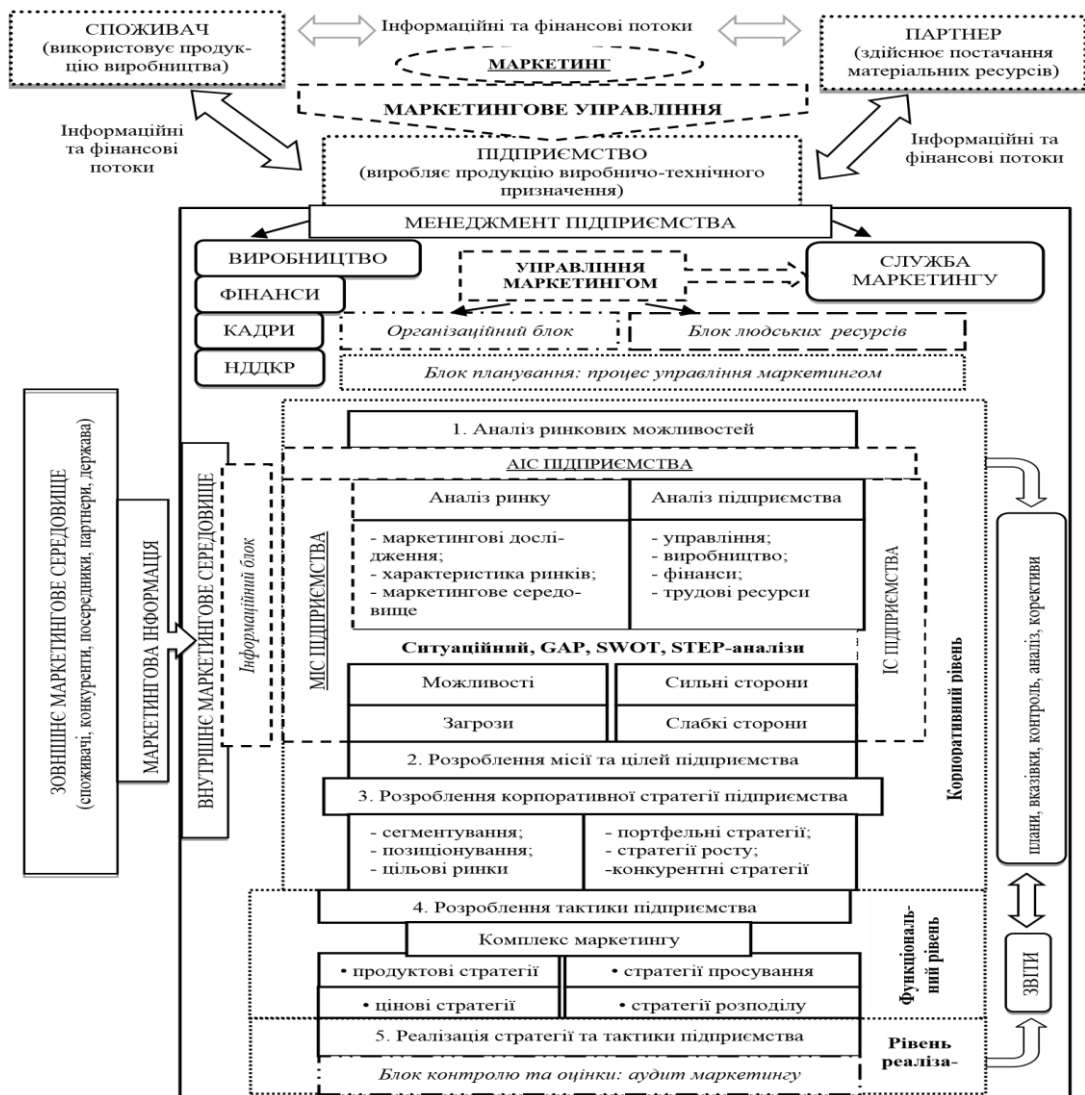 СПОЖИВАЧ
(використовує продук-
цію виробництва)
Інформаційні та фінансові потоки
ПАРТНЕР
(здійснює постачання
матеріальних ресурсів)
МАРКЕТИНГ
МАРКЕТИНГОВЕ УПРАВЛІННЯ
Інформаційні
та фінансові
потоки
Інформаційні та
фінансові потоки
ПІДПРИЄМСТВО
(виробляє продукцію виробничо-технічного
призначення)
МЕНЕДЖМЕНТ ПІДПРИЄМСТВА
ВИРОБНИЦТВО
ФІНАНСИ
КАДРИ
НДДКР
УПРАВЛІННЯ
МАРКЕТИНГОМ
СЛУЖБА
МАРКЕТИНГУ
Організаційний блок
Блок людських ресурсів
Блок планування: процес управління маркетингом
ЗОВНІШНЄ МАРКЕТИНГОВЕ СЕРЕДОВИЩЕ
(споживачі, конкуренти, посередники, партнери, держава)
МАРКЕТИНГОВА ІНФОРМАЦІЯ
ВНУТРІШНЄ МАРКЕТИНГОВЕ СЕРЕДОВИЩЕ
Інформаційний блок
1. Аналіз ринкових можливостей
АІС ПІДПРИЄМСТВА
МІС ПІДПРИЄМСТВА
Аналіз ринку
- маркетингові дослі-
дження;
- характеристика ринків;
- маркетингове середо-
вище
Аналіз підприємства
- управління;
- виробництво;
- фінанси;
- трудові ресурси
ІС ПІДПРИЄМСТВА
Ситуаційний, GAP, SWOT, STEP-аналізи
Можливості
Сильні сторони
Загрози
Слабкі сторони
2. Розроблення місії та цілей підприємства
3. Розроблення корпоративної стратегії підприємства
- сегментування;
- позиціонування;
- цільові ринки
- портфельні стратегії;
- стратегії росту;
-конкурентні стратегії
Корпоративний рівень
плани, вказівки, контроль, аналіз, корективи
4. Розроблення тактики підприємства
Комплекс маркетингу
• продуктові стратегії
• стратегії просування
• цінові стратегії
• стратегії розподілу
Функціональ-
ний рівень
ЗВІТИ
5. Реалізація стратегії та тактики підприємства
Блок контролю та оцінки: аудит маркетингу
Рівень
реаліза-